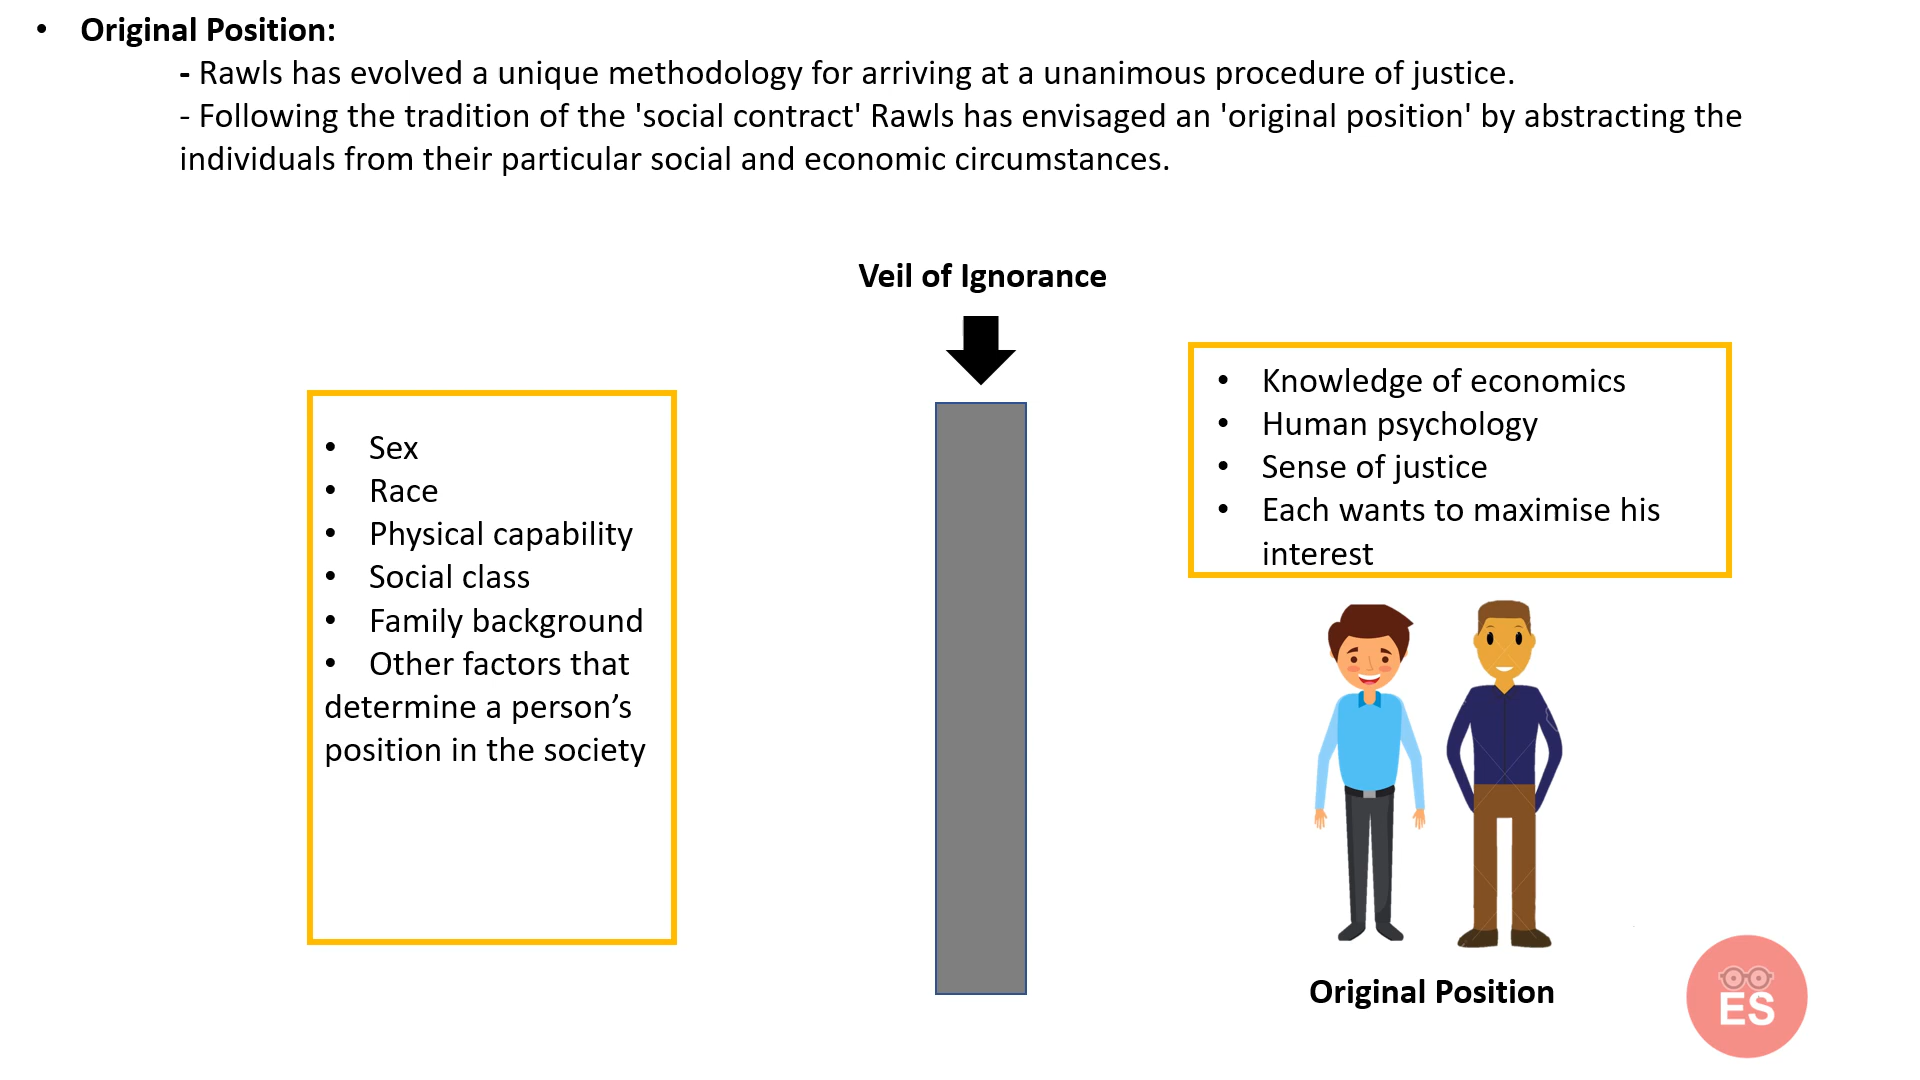 • Original Position:
- Rawls has evolved a unique methodology for arriving at a unanimous procedure of justice.
- Following the tradition of the 'social contract' Rawls has envisaged an 'original position' by abstracting the
individuals from their particular social and economic circumstances.
Veil of Ignorance
• Sex
• Race
• Physical capability
• Social class
• Family background
• Other factors that
determine a person’s
position in the society
• Knowledge of economics
• Human psychology
• Sense of justice
• Each wants to maximise his
interest
Original Position
ES